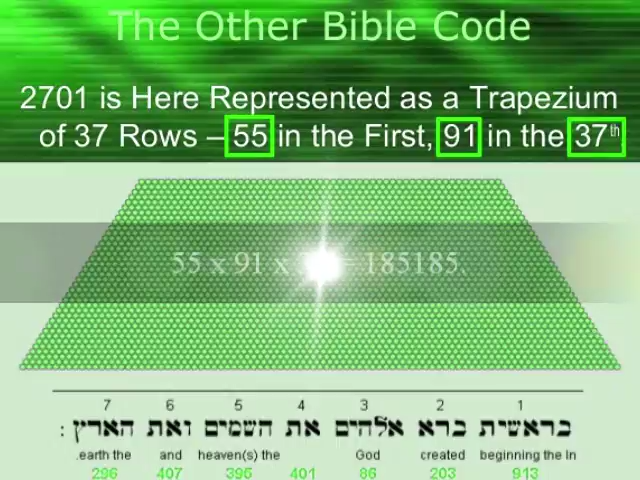 The Other Bible Code
2701 is Here Represented as a Trapezium
of 37 Rows – 55 in the First, 91 in the 37th.
55 x 91 x = 185185.
7 6 5 4 3 2 1
בראשית ברא אלהים את השמים ואת הארץ :
.earth the and heaven(s) the God created beginning the In
296 407 395 401 86 203 913